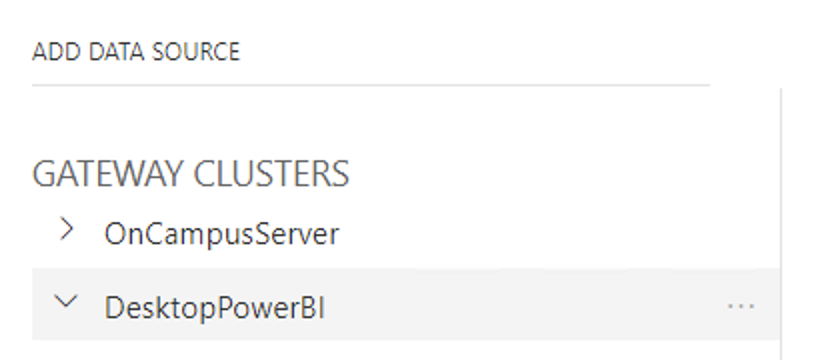 ADD DATA SOURCE
GATEWAY CLUSTERS
OnCampusServer
DesktopPowerBI